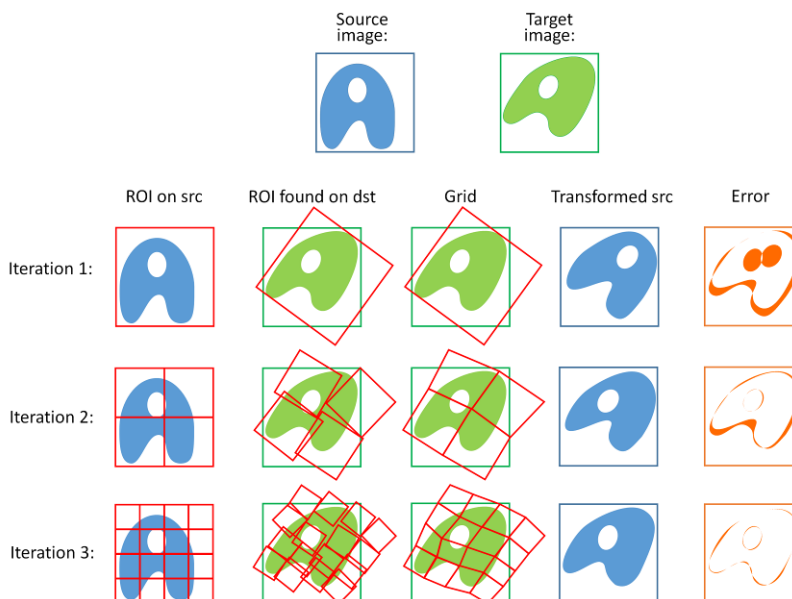 Source
image:
Target
image:
ROI on src
ROI found on dst
Grid
Transformed src
Error
Iteration 1:
Iteration 2:
Iteration 3: